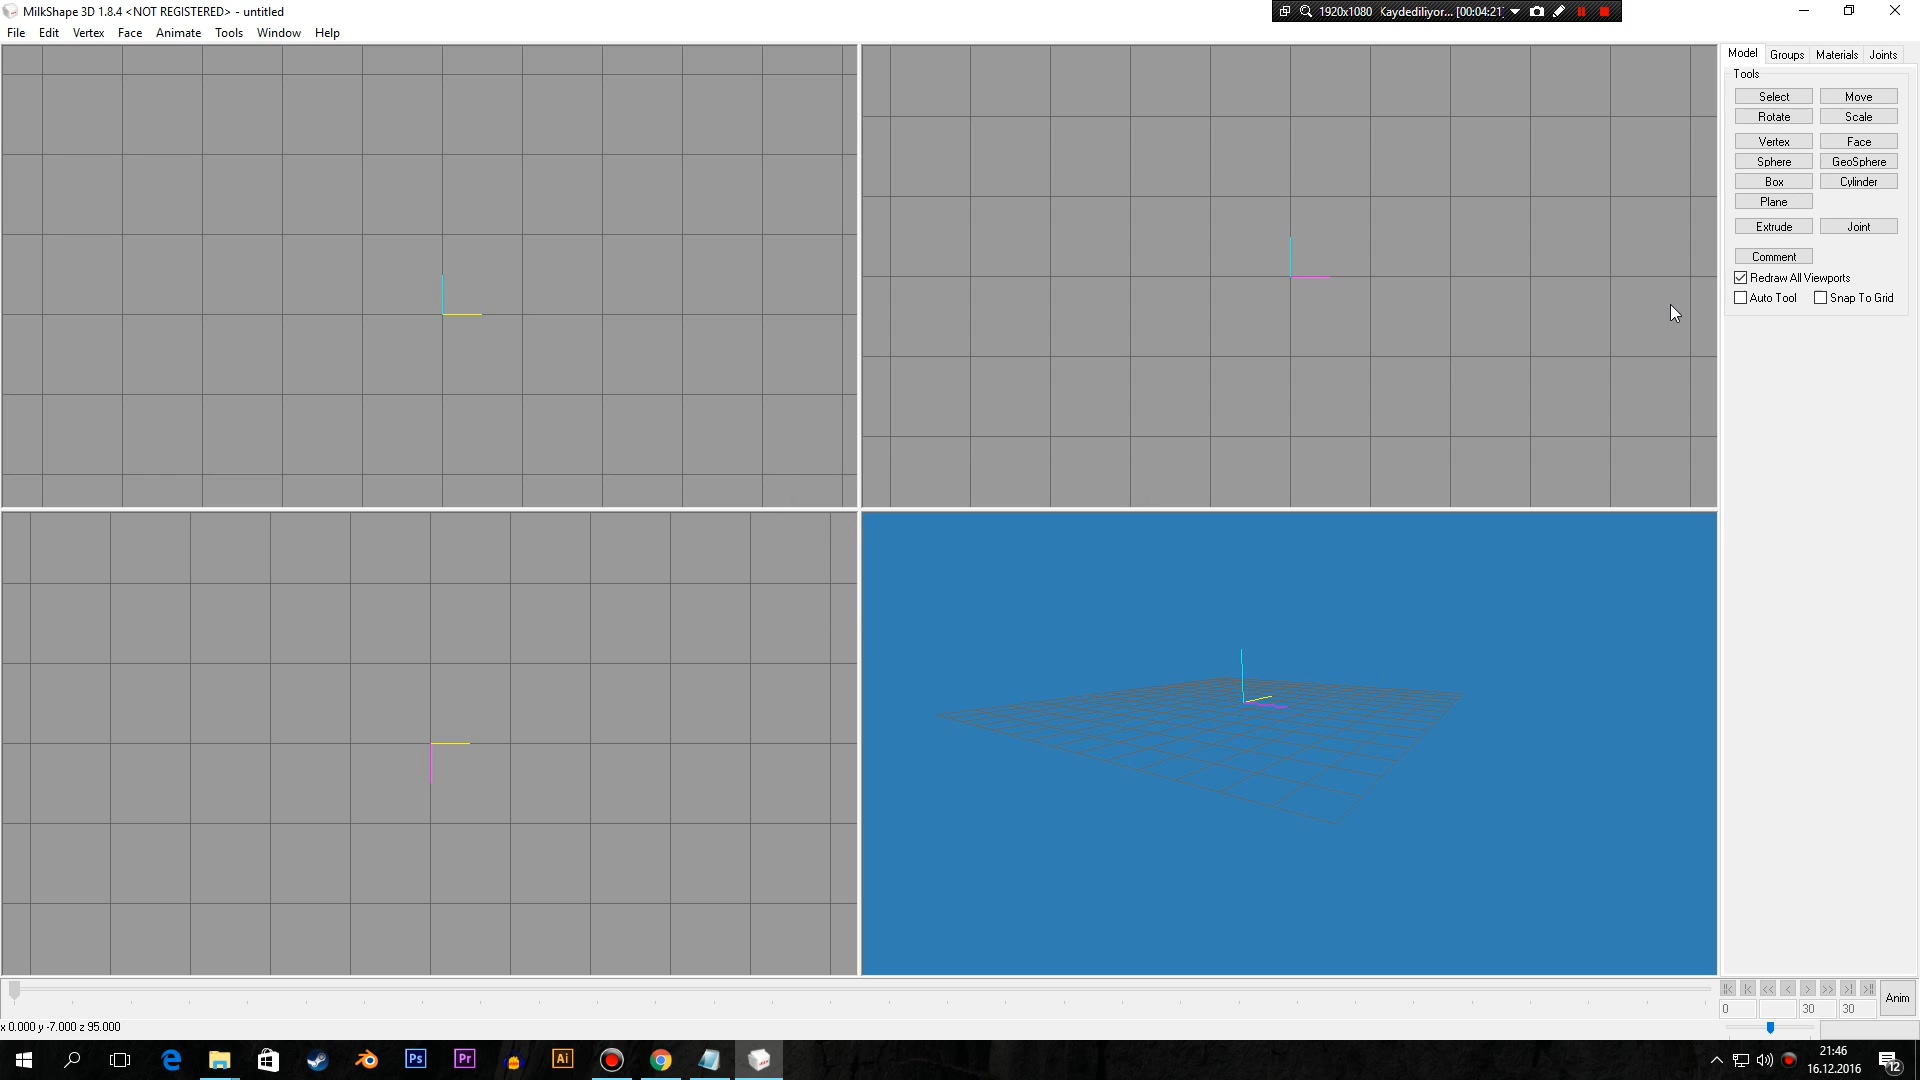 MilkShape 3D 1.8.4 <NOT REGISTERED> - untitled
1920x1080 Kaydediliyor... [00:04:21]
File Edit Vertex Face Animate Tools Window Help
Model Groups Materials Joints
Tools
Select Move
Rotate Scale
Vertex Face
Sphere GeoSphere
Box Cylinder
Plane
Extrude Joint
Comment
Redraw All Viewports
Auto Tool Snap To Grid
Anim
0 30 30
x 0.000 y -7.000 z 95.000
Ps Pr Ai
21:46
16.12.2016
12